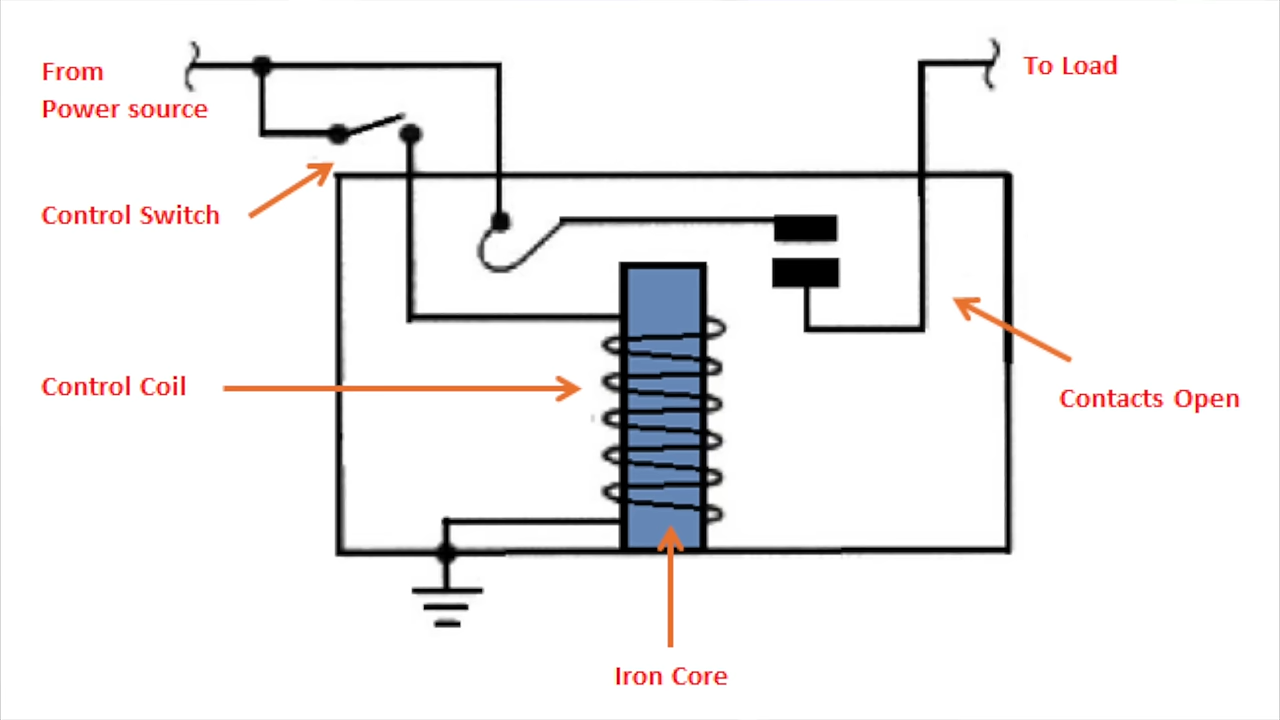 From
Power source
To Load
Control Switch
Control Coil
Contacts Open
Iron Core